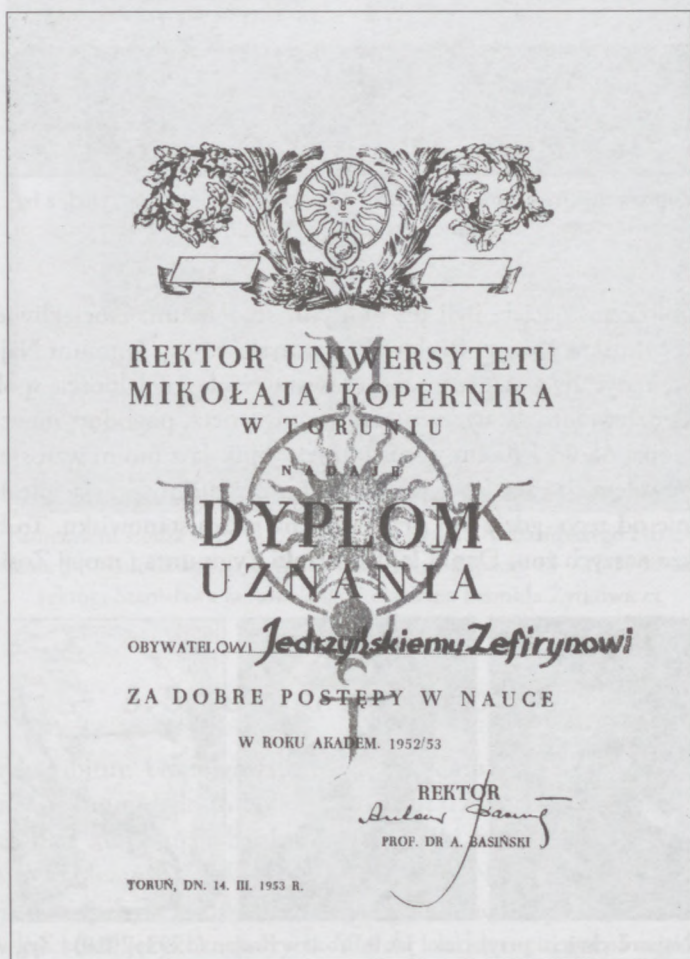 REKTOR UNIWERSYTETU
MIKOŁAJA KOPERNIKA
W TORUNIU
NADAJE
DYPLOM
UZNANIA
OBYWATELOWI Jedrzyńskiemu Zefirynowi
ZA DOBRE POSTĘPY W NAUCE
W ROKU AKADEM. 1952/53
REKTOR
PROF. DR A. BASIŃSKI
TORUŃ, DN. 14. III. 1953 R.